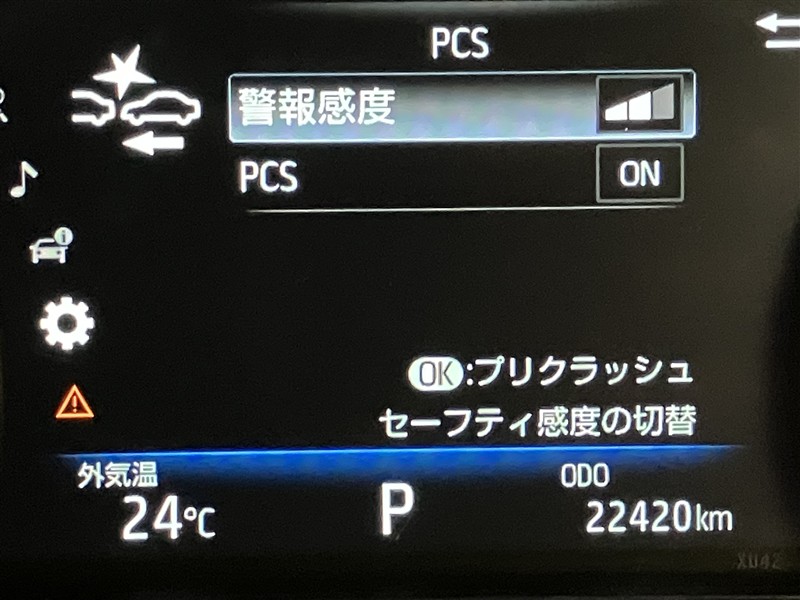 PCS
警報感度
PCS ON
OK:プリクラッシュ
セーフティ感度の切替
外気温 ODO
24℃ P 22420km
XU42